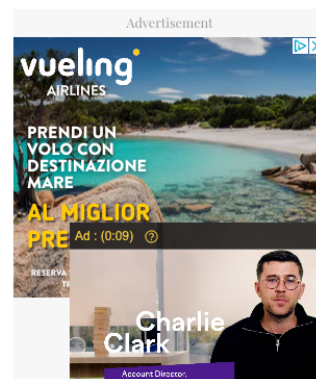 Advertisement
vueling
AIRLINES
PRENDI UN
VOLO CON
DESTINAZIONE
MARE
AL MIGLIOR
PRE
Ad : (0:09)
RESERVA
Charlie
Clark
Account Director,